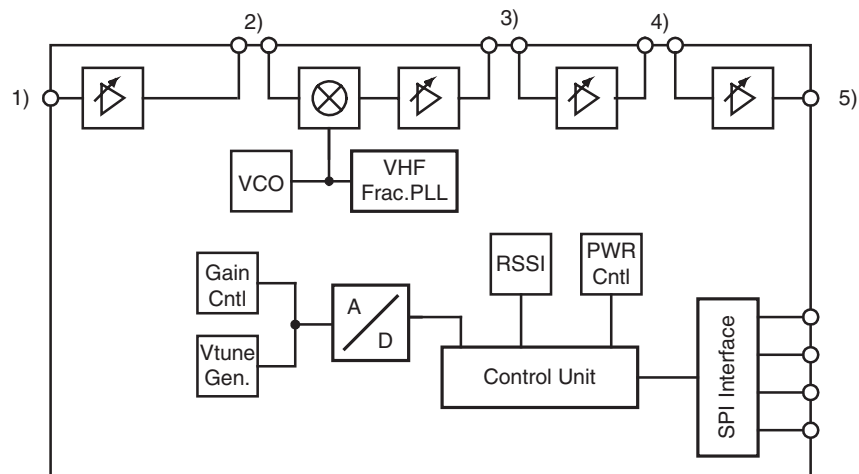 2)
3)
4)
1)
5)
VCO
VHF
Frac.PLL
Gain
Cntl
RSSI
PWR
Cntl
A
D
Vtune
Gen.
Control Unit
SPI Interface